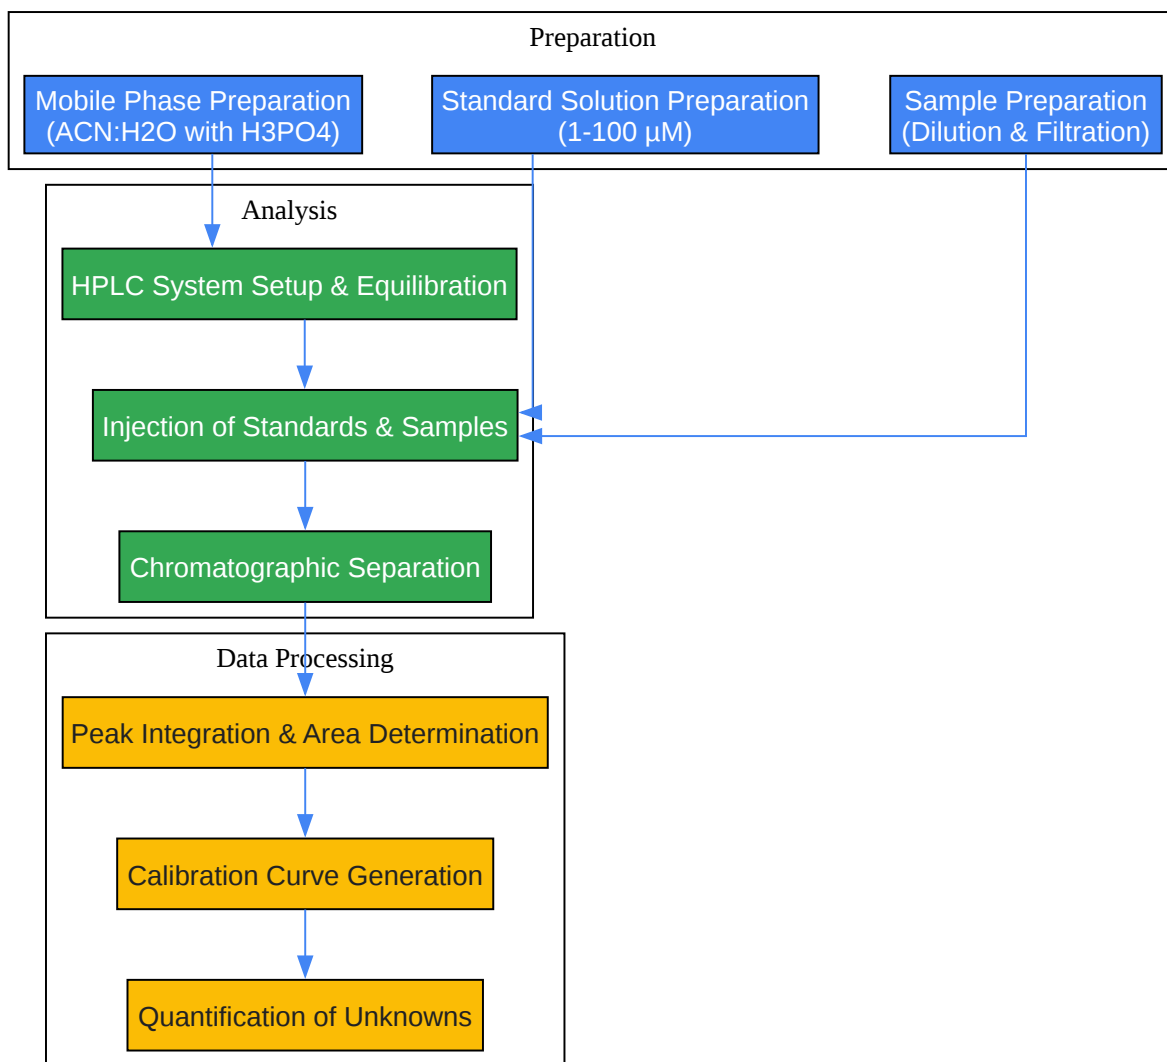 Preparation
Mobile Phase Preparation
(ACN:H2O with H3PO4)
Standard Solution Preparation
(1-100 µM)
Sample Preparation
(Dilution & Filtration)
Analysis
HPLC System Setup & Equilibration
Injection of Standards & Samples
Chromatographic Separation
Data Processing
Peak Integration & Area Determination
Calibration Curve Generation
Quantification of Unknowns